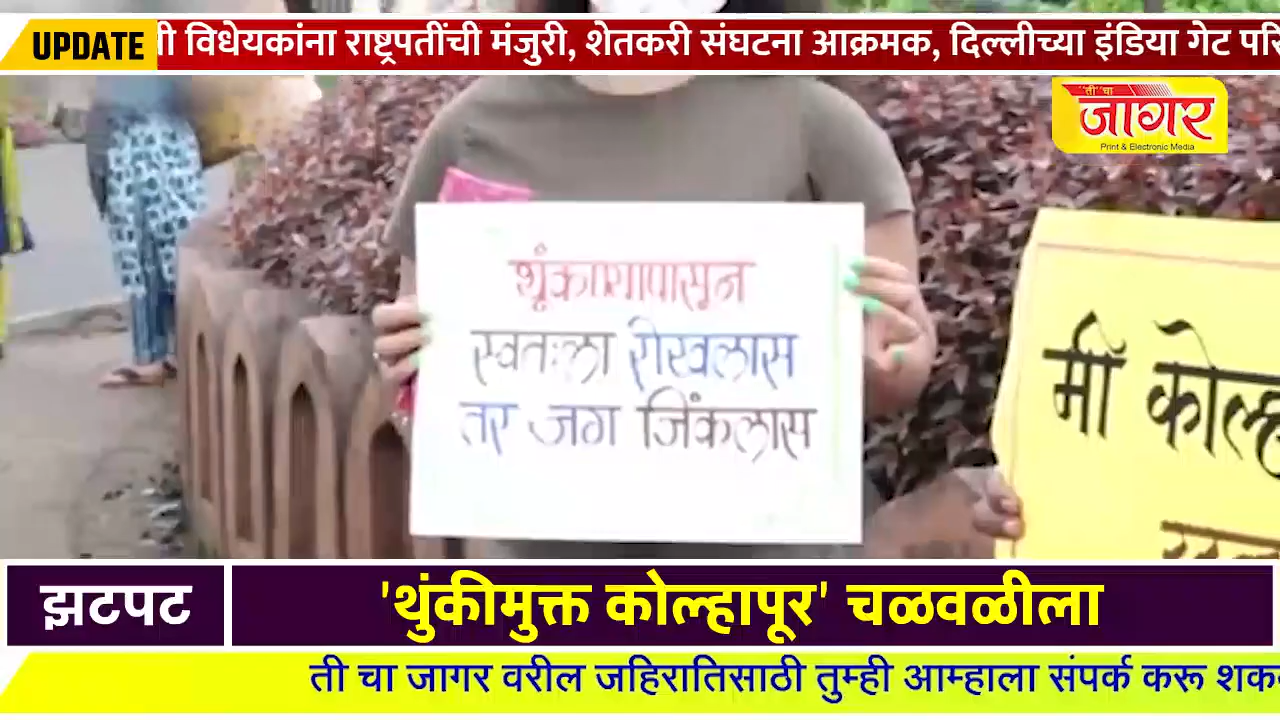 UPDATE
ी विधेयकांना राष्ट्रपतींची मंजुरी, शेतकरी संघटना आक्रमक, दिल्लीच्या इंडिया गेट परि
"ती" चा
जागर
Print & Electronic Media
थुंकण्यापासून
स्वतःला रोखलास
तर जग जिंकलास
मी कोल्ह
झटपट
'थुंकीमुक्त कोल्हापूर' चळवळीला
ती चा जागर वरील जहिरातिसाठी तुम्ही आम्हाला संपर्क करू शक